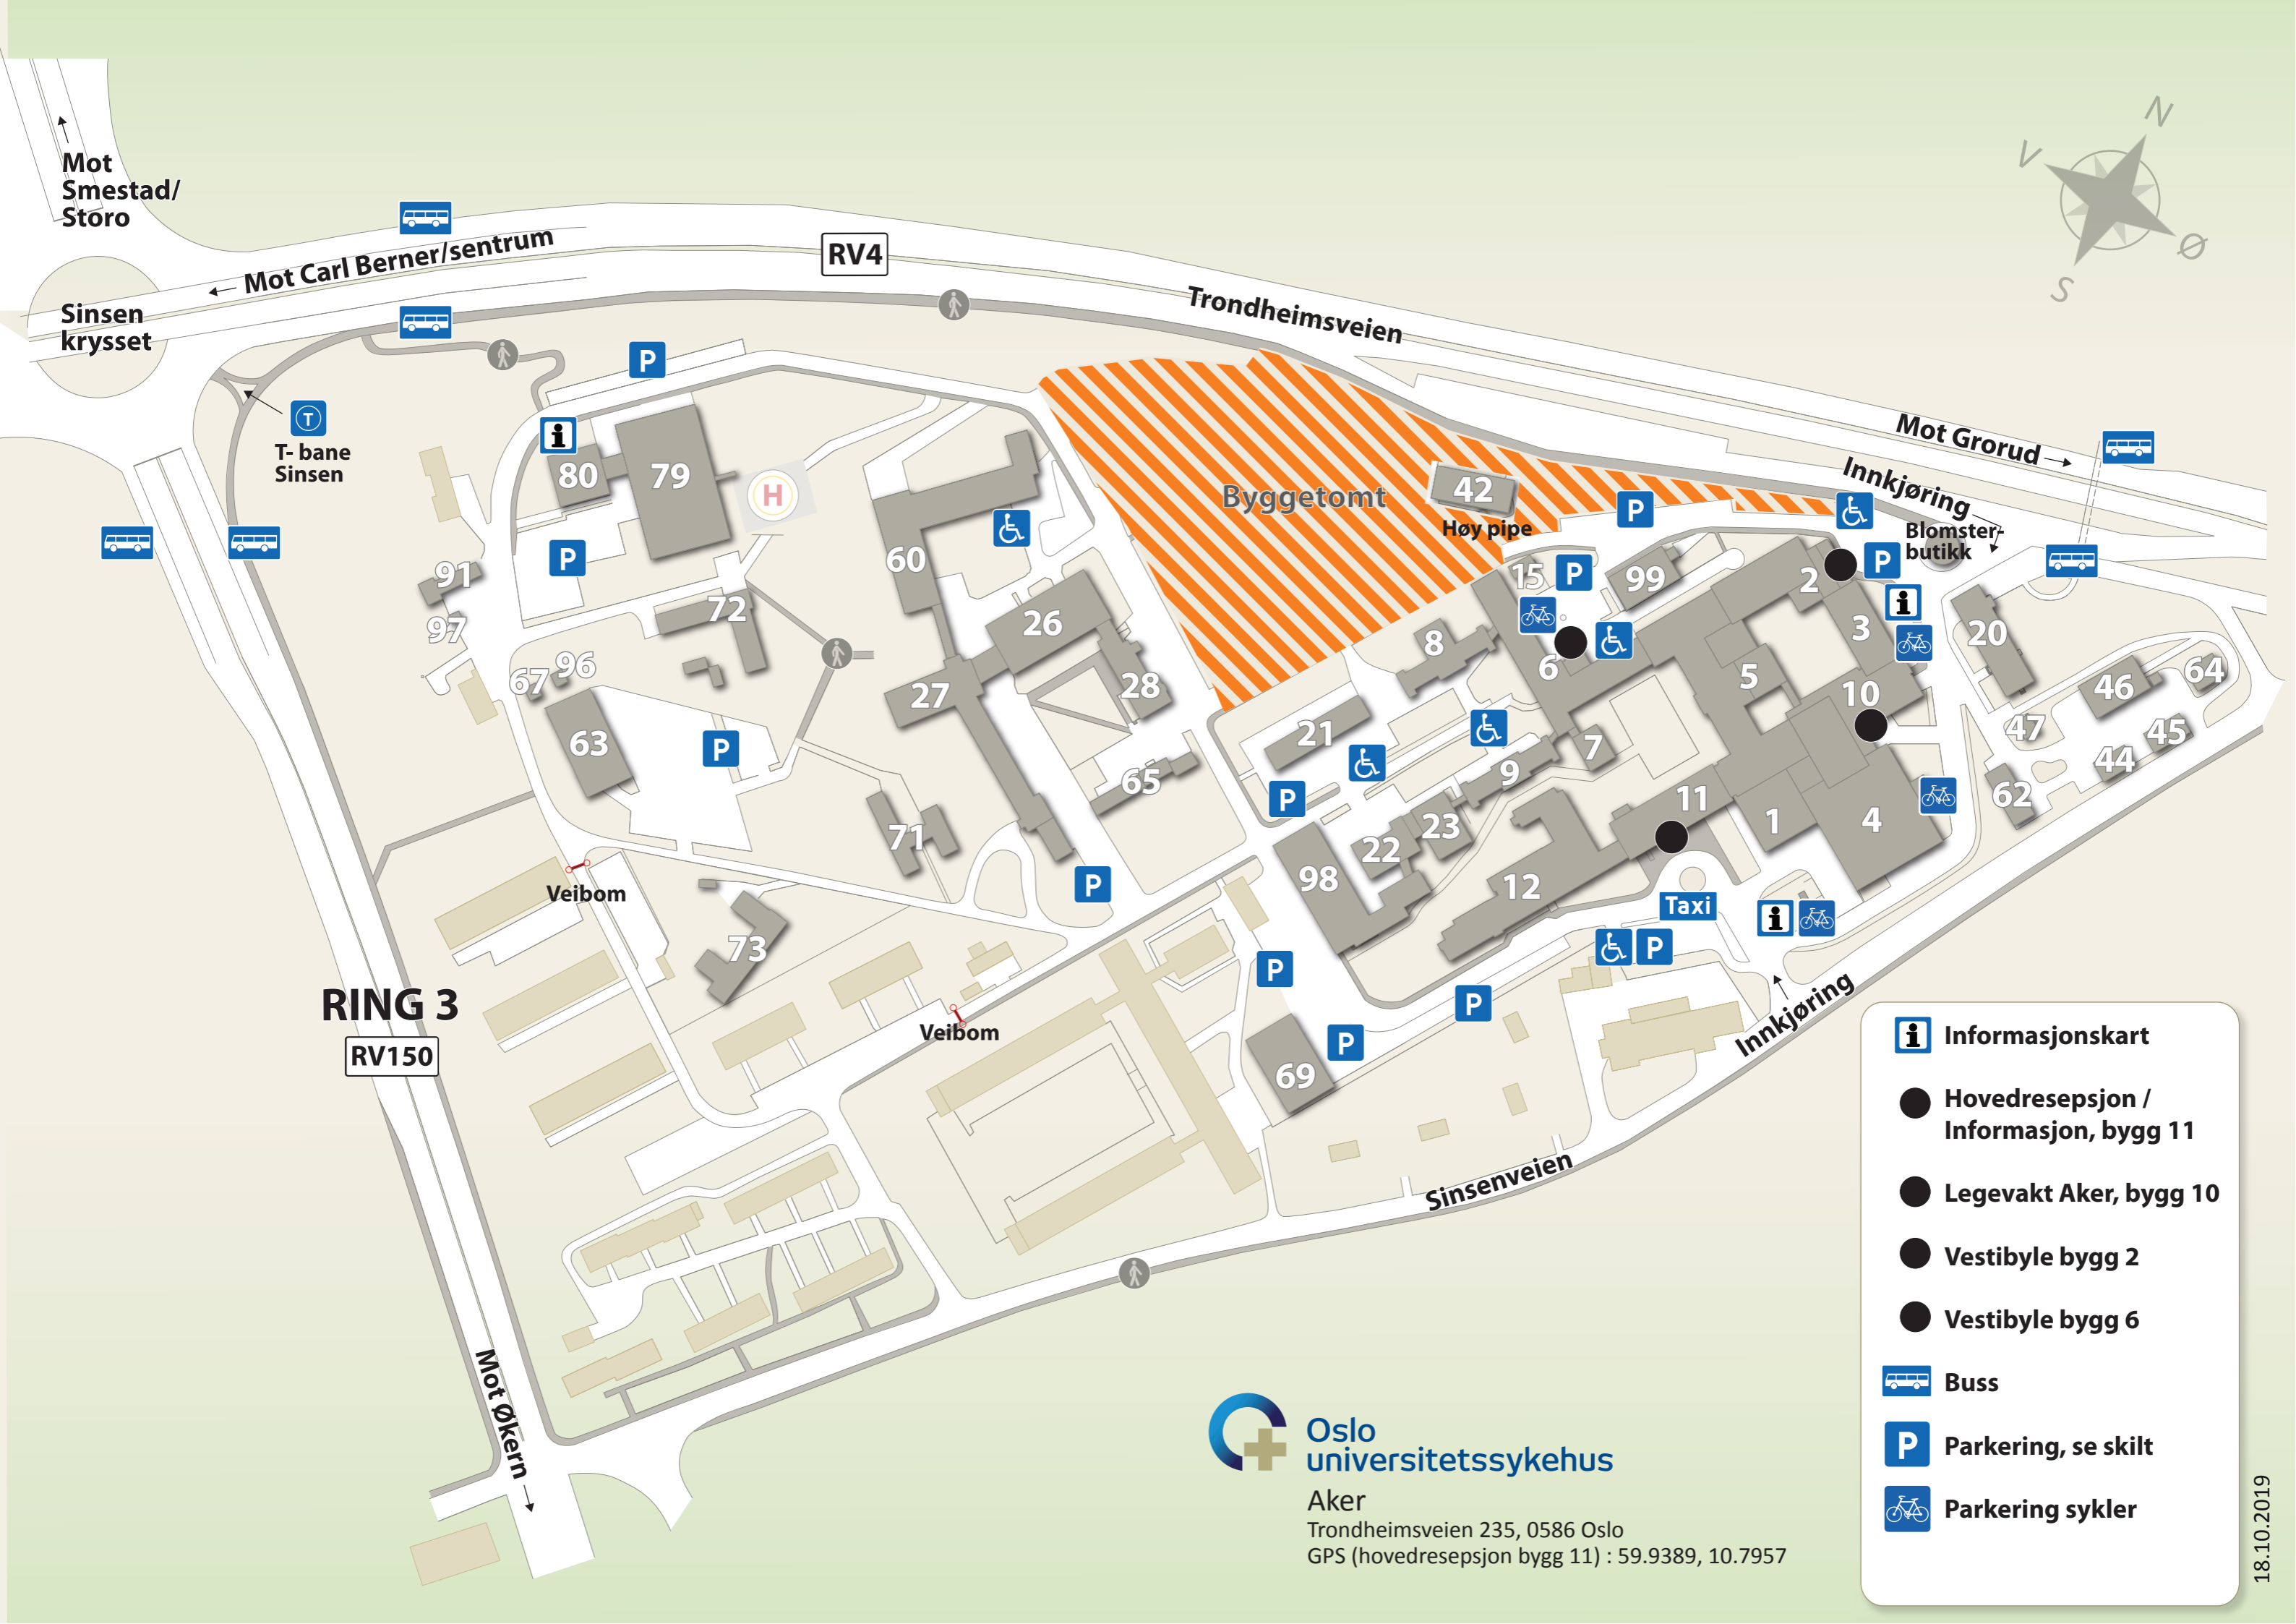 Mot
Smestad/
Storo
Mot Carl Berner/sentrum
RV4
Sinsen
krysset
Trondheimsveien
N
V
Ø
S
T
T- bane
Sinsen
P
i
80
79
H
Byggetomt
42
Høy pipe
P
Mot Grorud
Innkjøring
Blomster-
butikk
91
97
P
72
60
26
15
P
99
2
P
i
3
20
67
96
63
P
27
28
8
6
5
10
46
64
21
7
47
45
44
65
P
9
11
1
4
62
71
P
22
23
98
12
Veibom
73
Taxi
i
P
P
P
P
69
Veibom
RING 3
RV150
Innkjøring
Sinsenveien
Mot Økern
i Informasjonskart
Hovedresepsjon /
Informasjon, bygg 11
Legevakt Aker, bygg 10
Vestibyle bygg 2
Vestibyle bygg 6
Buss
P Parkering, se skilt
Parkering sykler
Oslo
universitetssykehus
Aker
Trondheimsveien 235, 0586 Oslo
GPS (hovedresepsjon bygg 11) : 59.9389, 10.7957
18.10.2019